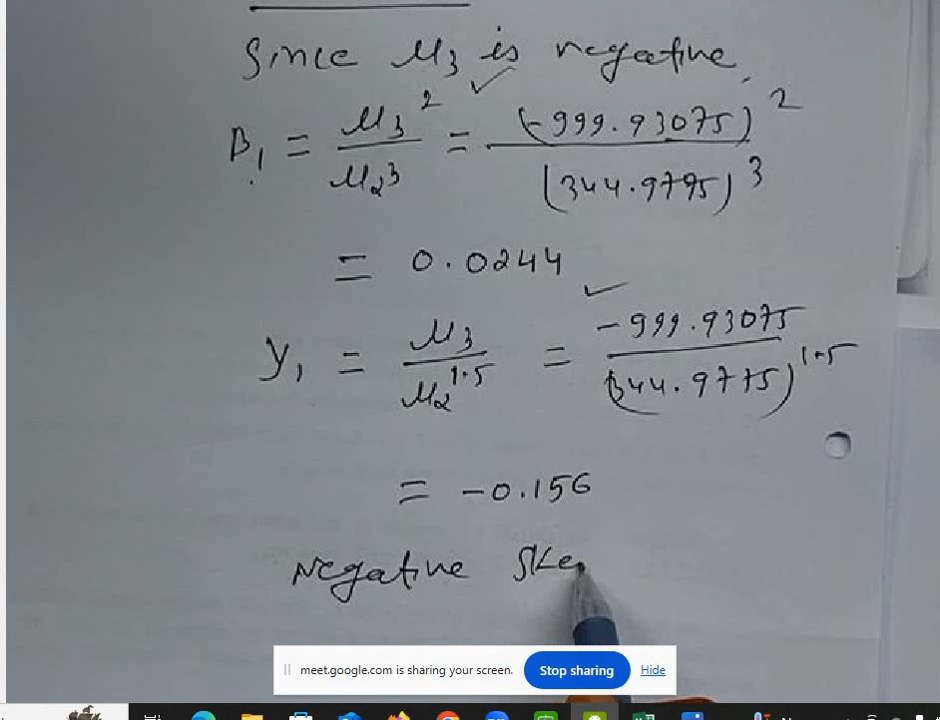 Since μ₃ is negative,
β₁ = μ₃² / μ₂³ = (-999.93075)² / (344.9795)³
= 0.0244
γ₁ = μ₃ / μ₂^1.5 = -999.93075 / (344.9775)^1.5
= -0.156
Negative Ske
meet.google.com is sharing your screen. Stop sharing Hide